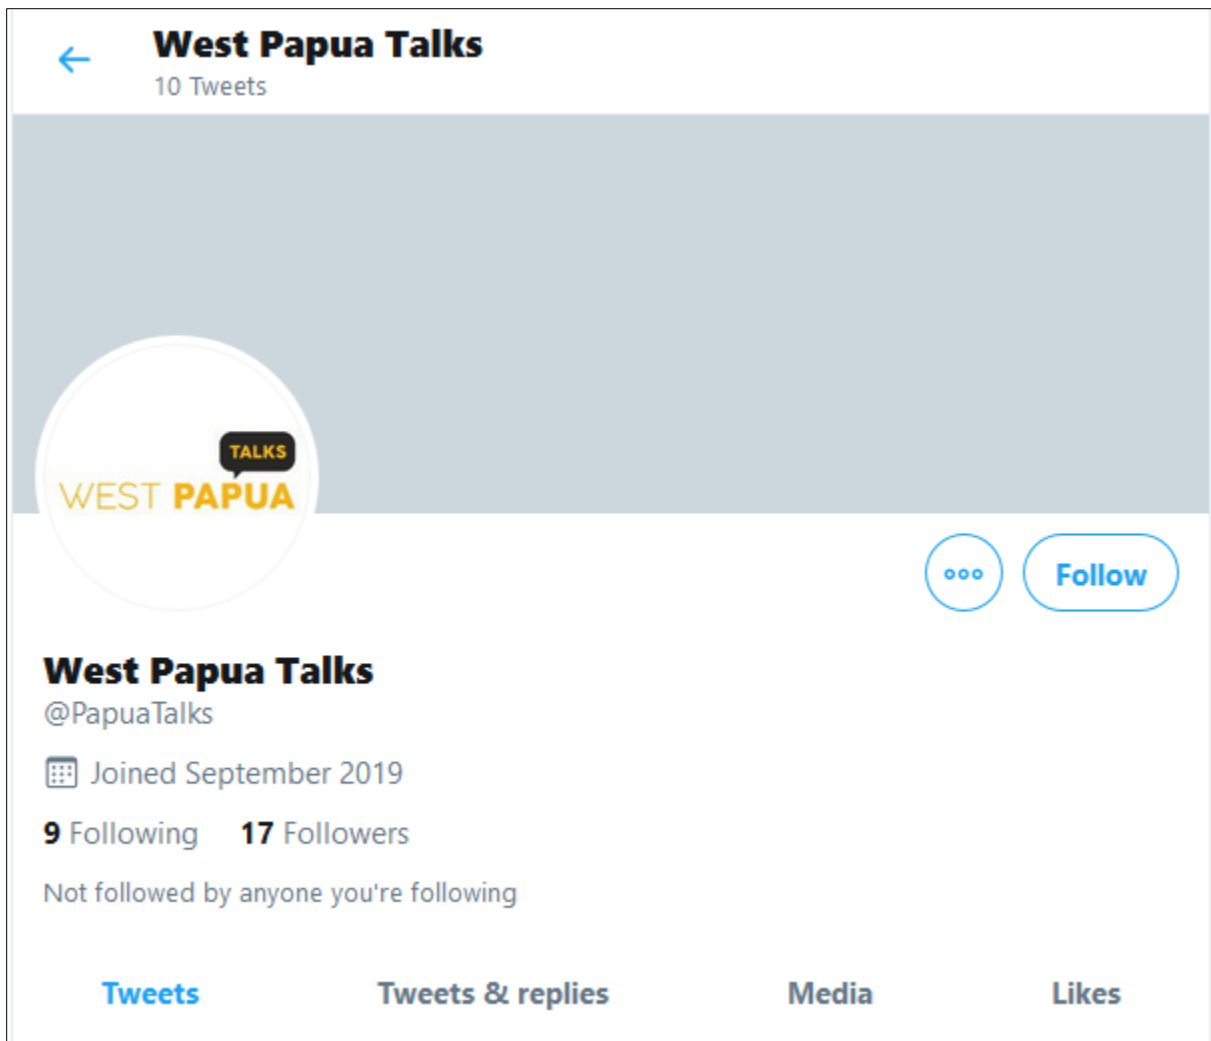 West Papua Talks
10 Tweets
TALKS
WEST PAPUA
Follow
West Papua Talks
@PapuaTalks
Joined September 2019
9 Following 17 Followers
Not followed by anyone you're following
Tweets Tweets & replies Media Likes